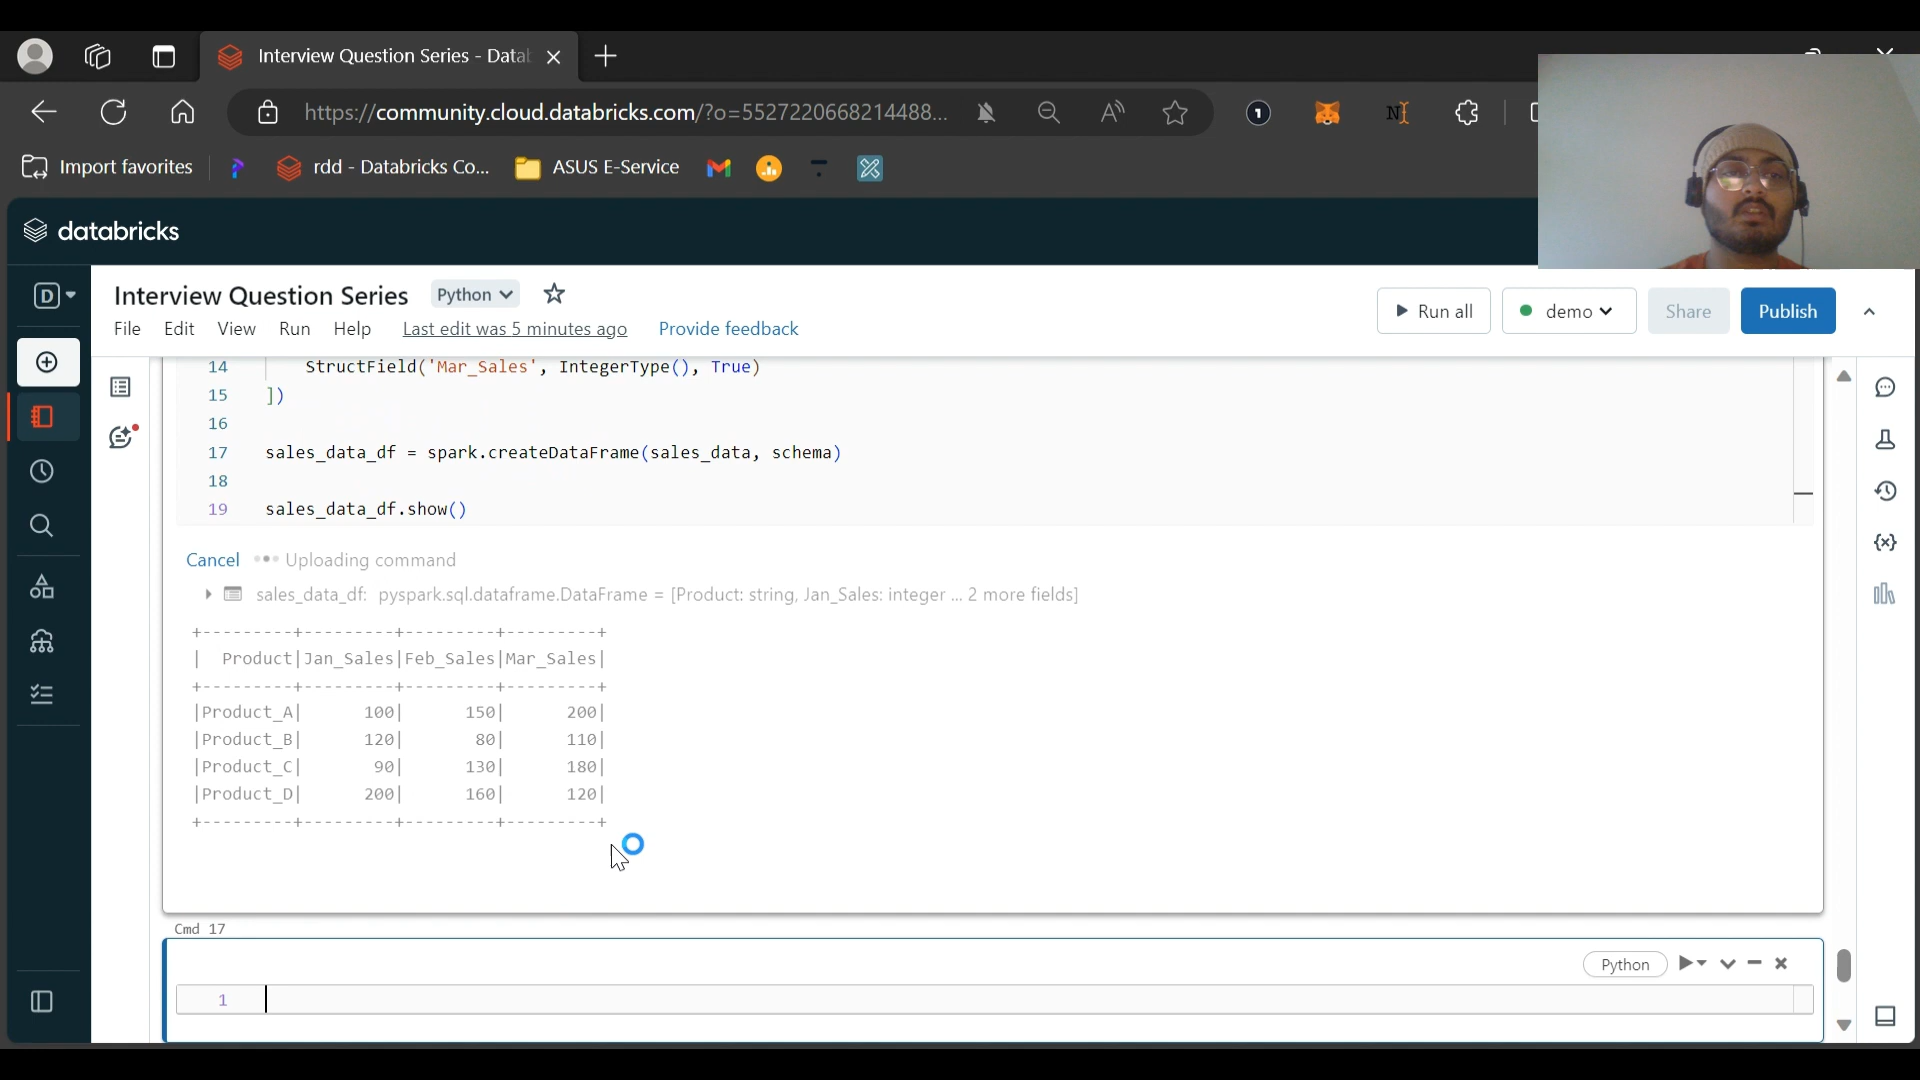 Interview Question Series - Datab
https://community.cloud.databricks.com/?o=5527220668214488...
Import favorites
rdd - Databricks Co...
ASUS E-Service
databricks
D
Interview Question Series
Python
File Edit View Run Help Last edit was 5 minutes ago Provide feedback
Run all
demo
Share
Publish
14 StructField('Mar_Sales', IntegerType(), True)
15 ])
16
17 sales_data_df = spark.createDataFrame(sales_data, schema)
18
19 sales_data_df.show()
Cancel Uploading command
sales_data_df: pyspark.sql.dataframe.DataFrame = [Product: string, Jan_Sales: integer ... 2 more fields]
+---------+---------+---------+---------+
|  Product|Jan_Sales|Feb_Sales|Mar_Sales|
+---------+---------+---------+---------+
|Product_A|      100|      150|      200|
|Product_B|      120|       80|      110|
|Product_C|       90|      130|      180|
|Product_D|      200|      160|      120|
+---------+---------+---------+---------+
Cmd 17
Python
1